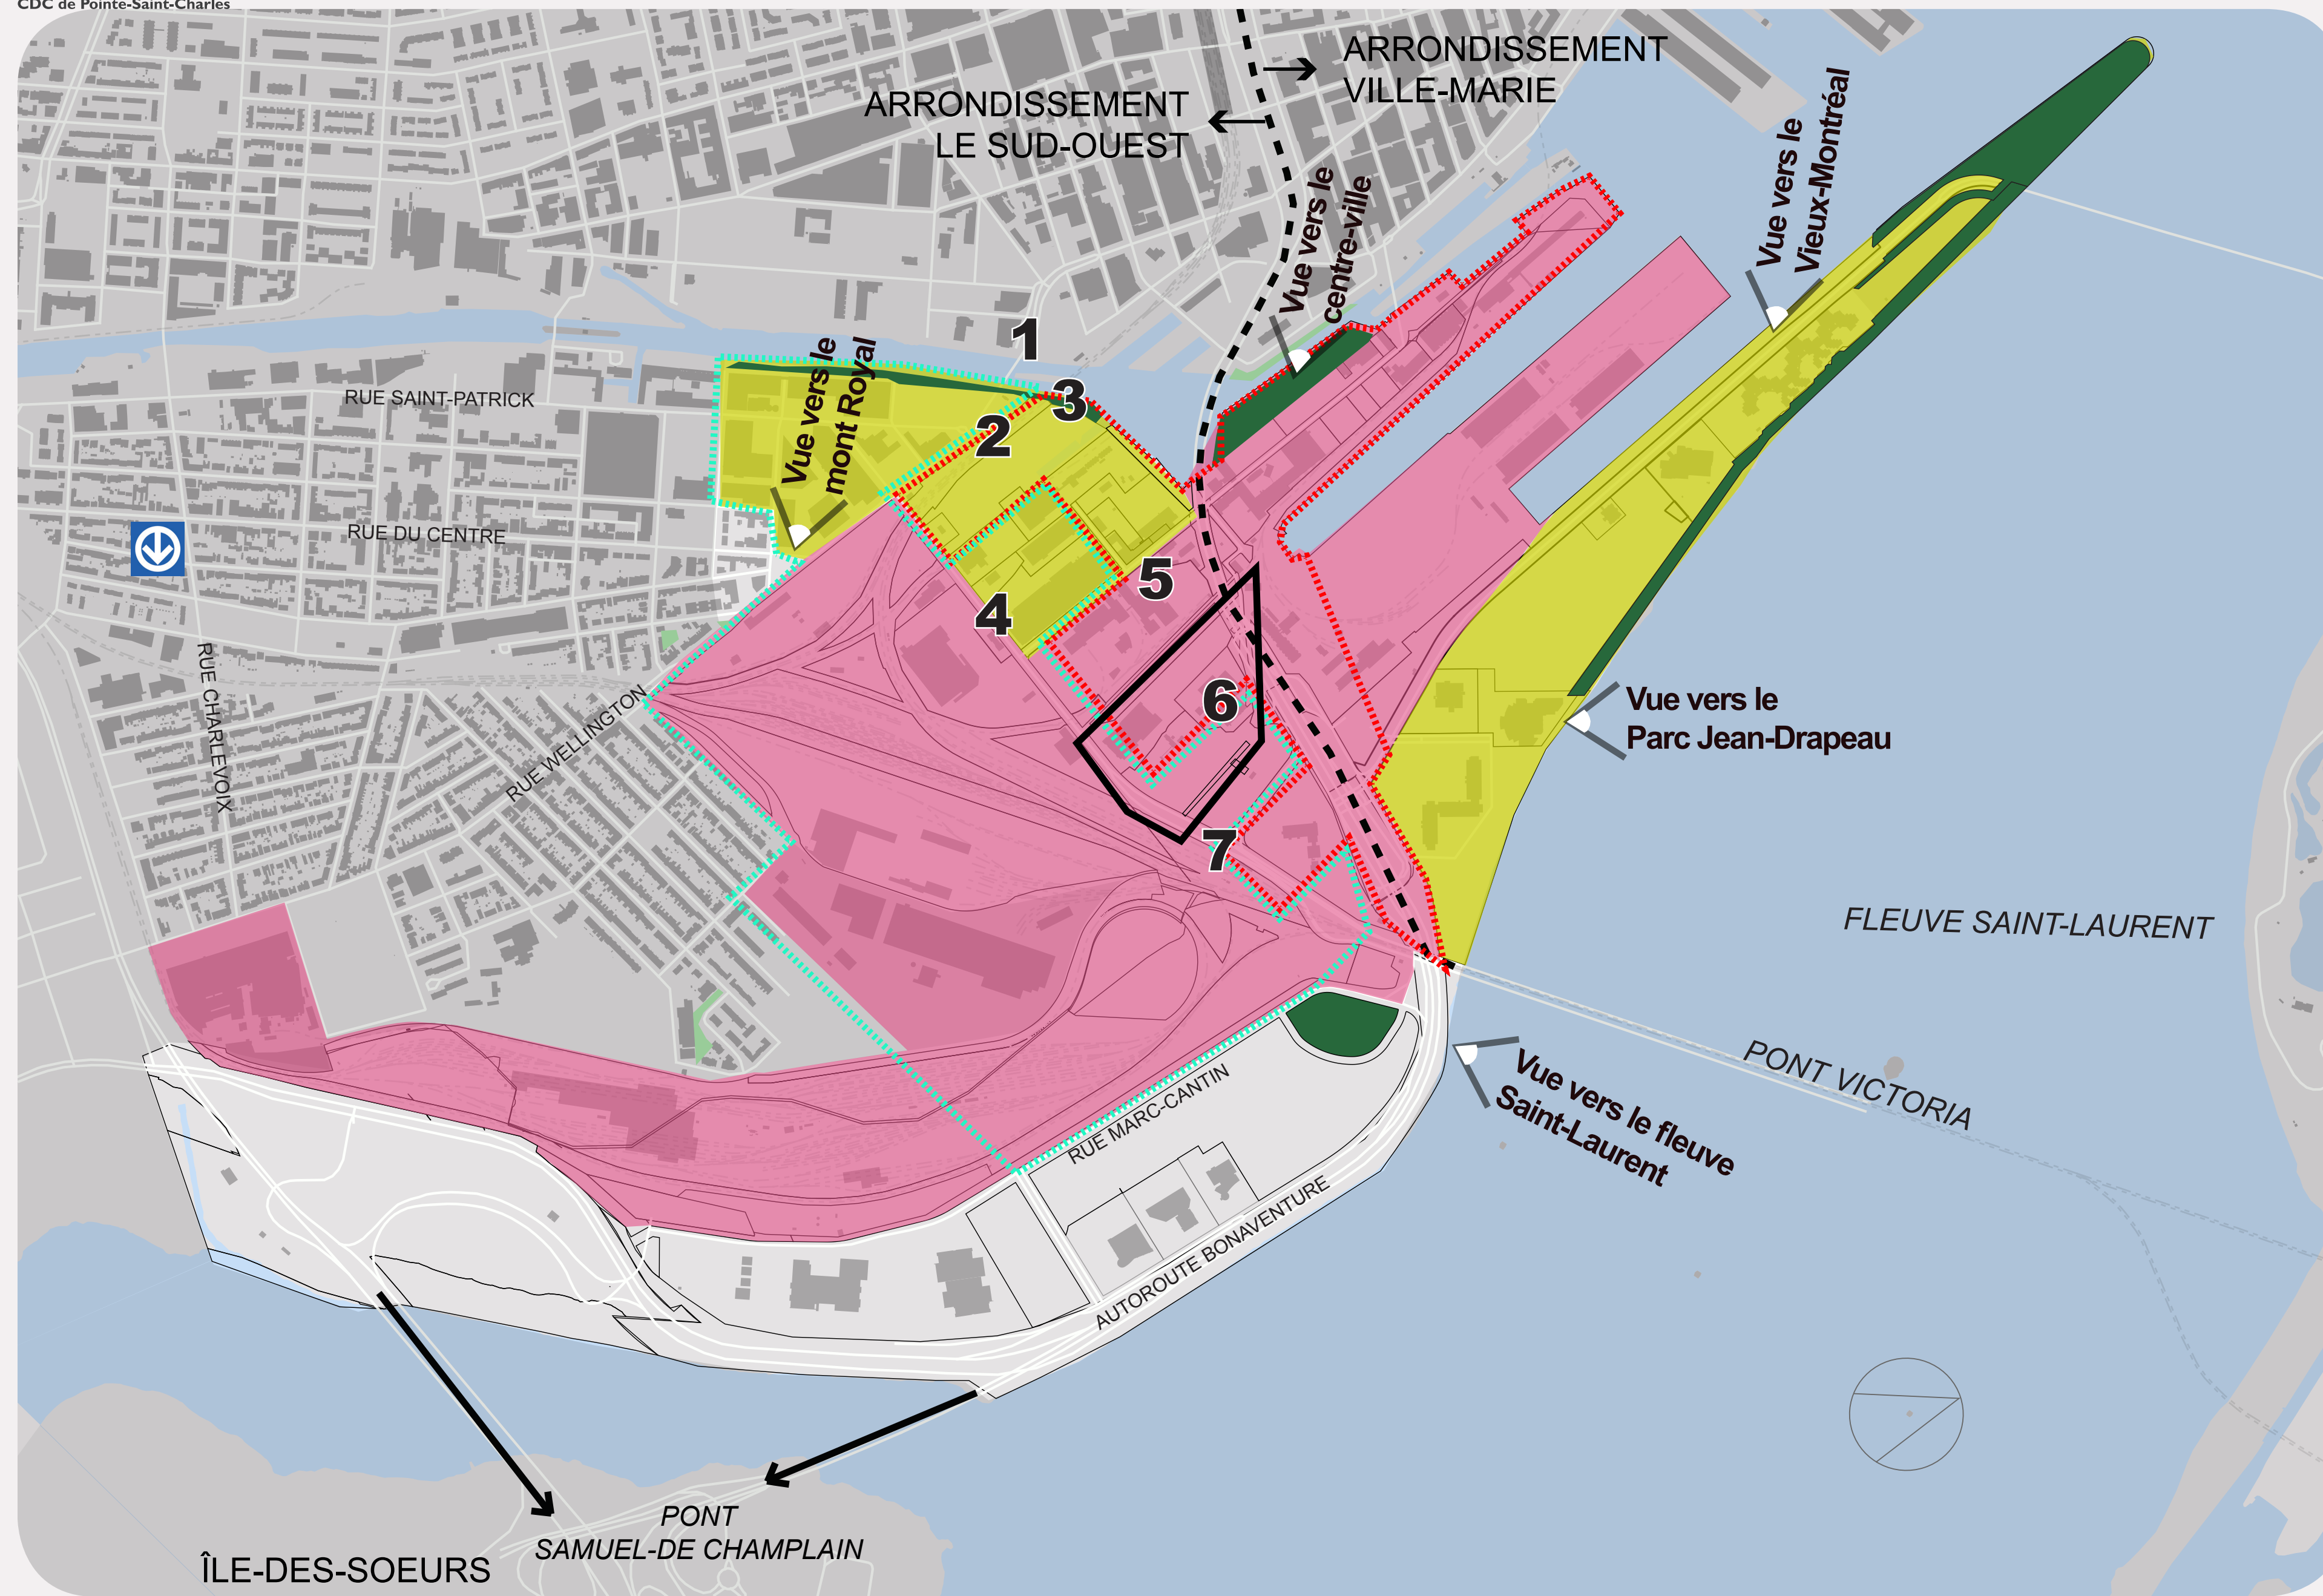 CDC de Pointe-Saint-Charles
ARRONDISSEMENT
VILLE-MARIE
ARRONDISSEMENT
LE SUD-OUEST
Vue vers le
Vieux-Montréal
Vue vers le
centre-ville
1
Vue vers le
mont Royal
RUE SAINT-PATRICK
3
2
RUE DU CENTRE
5
4
RUE CHARLEVOIX
RUE WELLINGTON
6
Vue vers le
Parc Jean-Drapeau
7
FLEUVE SAINT-LAURENT
PONT VICTORIA
Vue vers le fleuve
Saint-Laurent
RUE MARC-CANTIN
AUTOROUTE BONAVENTURE
PONT
SAMUEL-DE CHAMPLAIN
ÎLE-DES-SOEURS